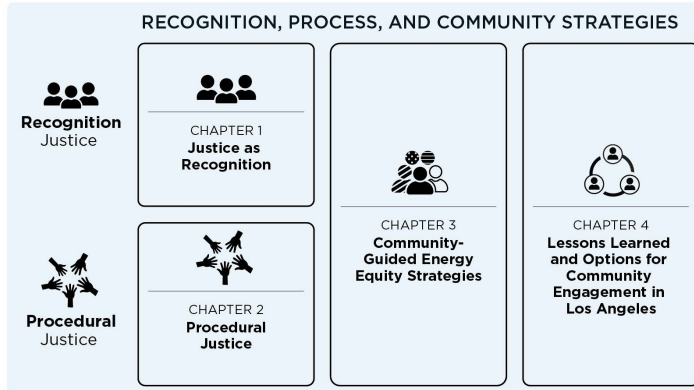 RECOGNITION, PROCESS, AND COMMUNITY STRATEGIES
Recognition
Justice
CHAPTER 1
Justice as
Recognition
Procedural
Justice
CHAPTER 2
Procedural
Justice
CHAPTER 3
Community-
Guided Energy
Equity Strategies
CHAPTER 4
Lessons Learned
and Options for
Community
Engagement in
Los Angeles